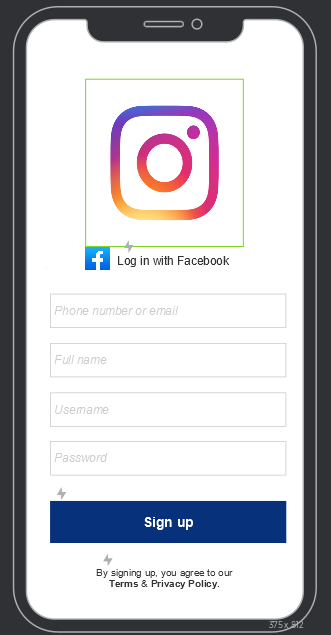 Log in with Facebook
Phone number or email
Full name
Username
Password
Sign up
By signing up, you agree to our
Terms & Privacy Policy.
375 x 812